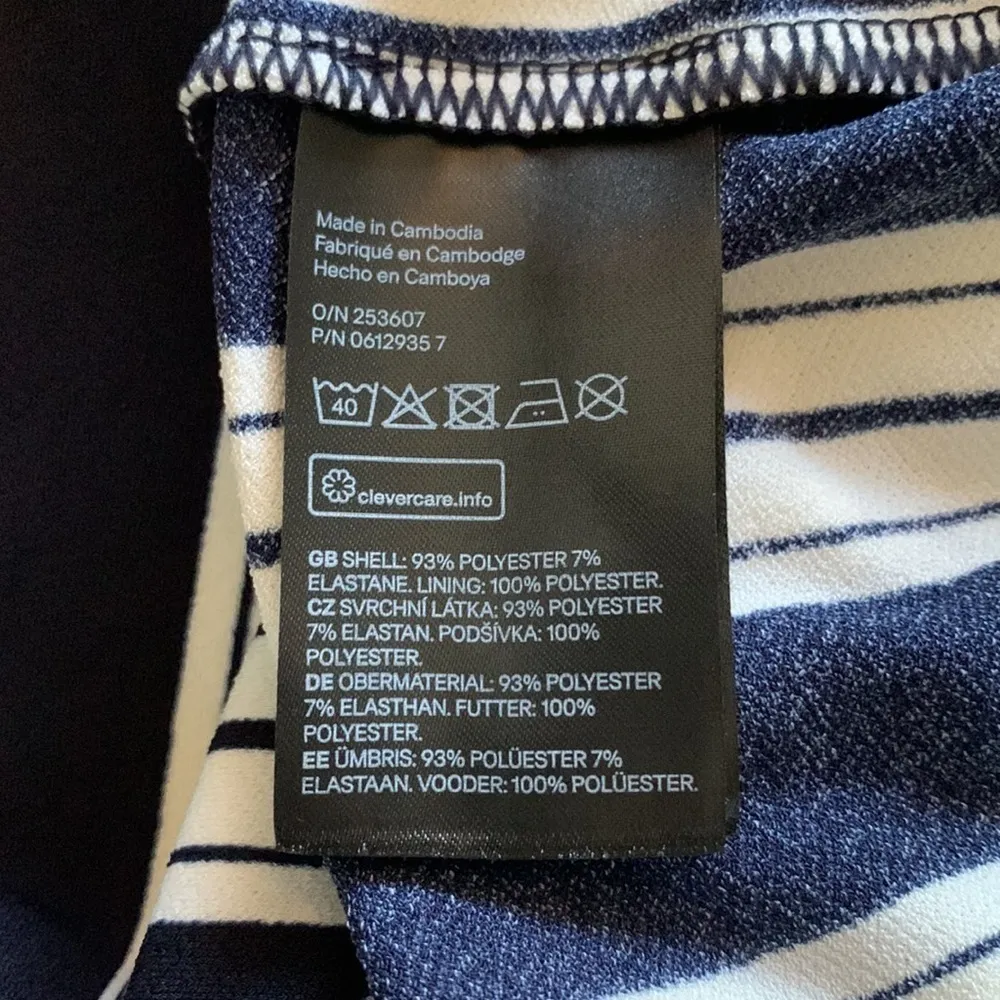 Made in Cambodia
Fabriqué en Cambodge
Hecho en Camboya
O/N 253607
P/N 0612935 7
40
clevercare.info
GB SHELL: 93% POLYESTER 7%
ELASTANE. LINING: 100% POLYESTER.
CZ SVRCHNÍ LÁTKA: 93% POLYESTER
7% ELASTAN. PODŠÍVKA: 100%
POLYESTER.
DE OBERMATERIAL: 93% POLYESTER
7% ELASTHAN. FUTTER: 100%
POLYESTER.
EE ÜMBRIS: 93% POLÜESTER 7%
ELASTAAN. VOODER: 100% POLÜESTER.